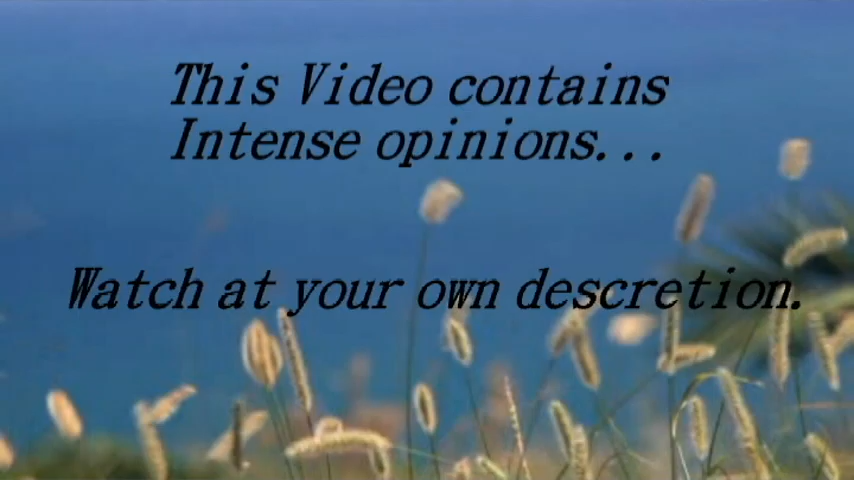 This Video contains
Intense opinions...
Watch at your own descretion.